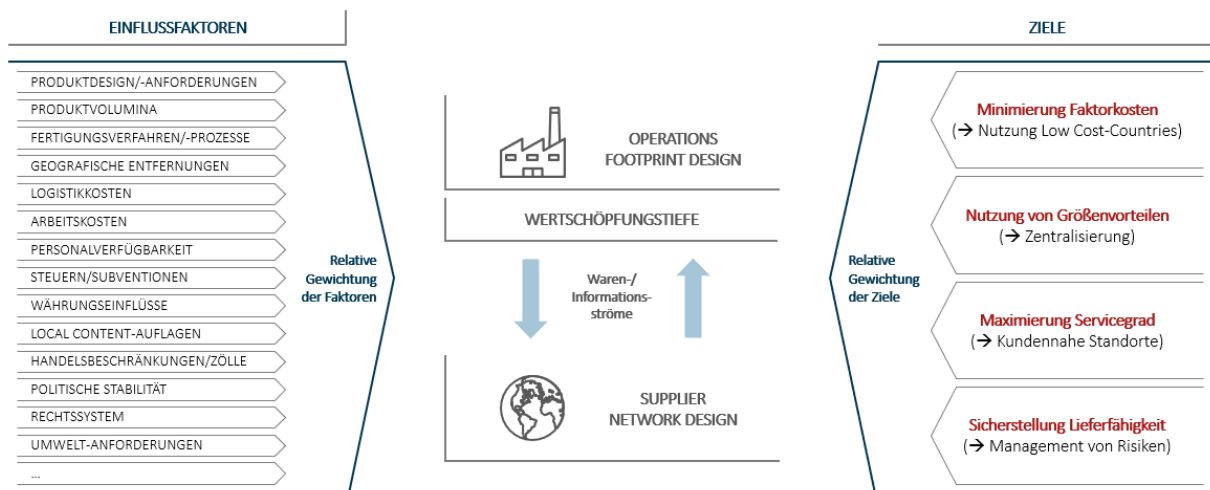 EINFLUSSFAKTOREN
PRODUKTDESIGN/-ANFORDERUNGEN
PRODUKTVOLUMINA
FERTIGUNGSVERFAHREN/-PROZESSE
GEOGRAFISCHE ENTFERNUNGEN
LOGISTIKKOSTEN
ARBEITSKOSTEN
PERSONALVERFÜGBARKEIT
STEUERN/SUBVENTIONEN
WÄHRUNGSEINFLÜSSE
LOCAL CONTENT-AUFLAGEN
HANDELSBESCHRÄNKUNGEN/ZÖLLE
POLITISCHE STABILITÄT
RECHTSSYSTEM
UMWELT-ANFORDERUNGEN
...
Relative
Gewichtung
der Faktoren
OPERATIONS
FOOTPRINT DESIGN
WERTSCHÖPFUNGSTIEFE
Waren-/
Informations-
ströme
SUPPLIER
NETWORK DESIGN
Relative
Gewichtung
der Ziele
ZIELE
Minimierung Faktorkosten
(→ Nutzung Low Cost-Countries)
Nutzung von Größenvorteilen
(→ Zentralisierung)
Maximierung Servicegrad
(→ Kundennahe Standorte)
Sicherstellung Lieferfähigkeit
(→ Management von Risiken)